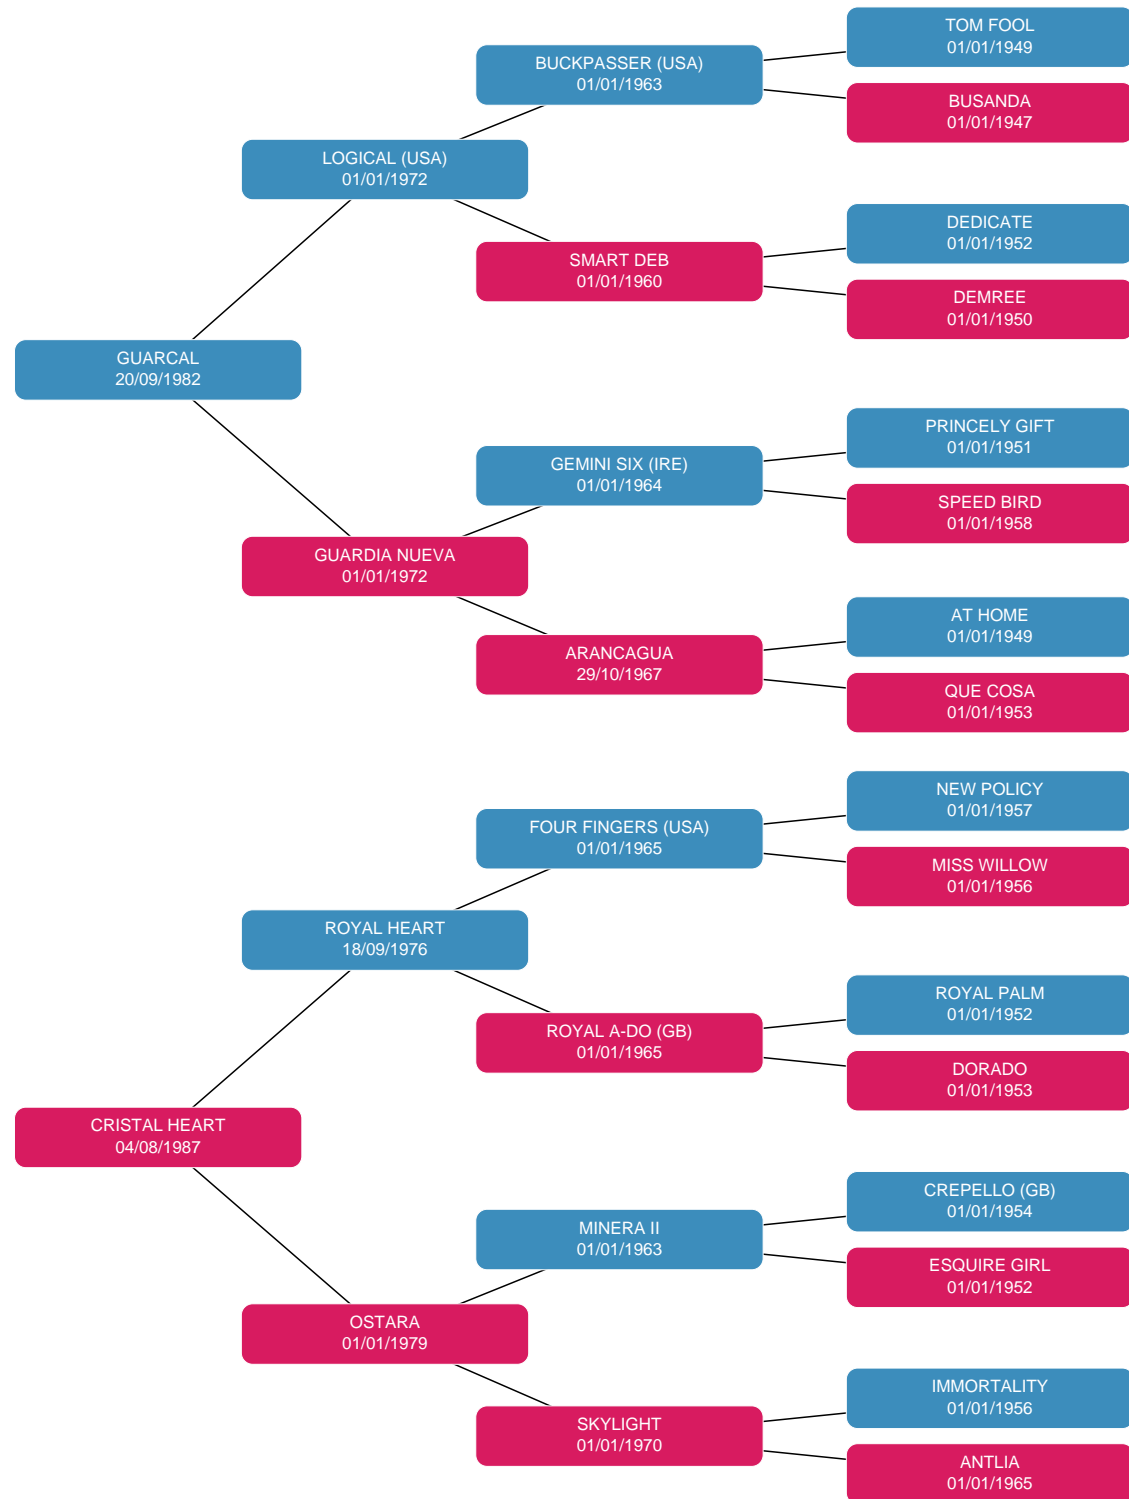 TOM FOOL
01/01/1949
BUCKPASSER (USA)
01/01/1963
BUSANDA
01/01/1947
LOGICAL (USA)
01/01/1972
DEDICATE
01/01/1952
SMART DEB
01/01/1960
DEMREE
01/01/1950
GUARCAL
20/09/1982
PRINCELY GIFT
01/01/1951
GEMINI SIX (IRE)
01/01/1964
SPEED BIRD
01/01/1958
GUARDIA NUEVA
01/01/1972
AT HOME
01/01/1949
ARANCAGUA
29/10/1967
QUE COSA
01/01/1953
NEW POLICY
01/01/1957
FOUR FINGERS (USA)
01/01/1965
MISS WILLOW
01/01/1956
ROYAL HEART
18/09/1976
ROYAL PALM
01/01/1952
ROYAL A-DO (GB)
01/01/1965
DORADO
01/01/1953
CRISTAL HEART
04/08/1987
CREPELLO (GB)
01/01/1954
MINERA II
01/01/1963
ESQUIRE GIRL
01/01/1952
OSTARA
01/01/1979
IMMORTALITY
01/01/1956
SKYLIGHT
01/01/1970
ANTLIA
01/01/1965